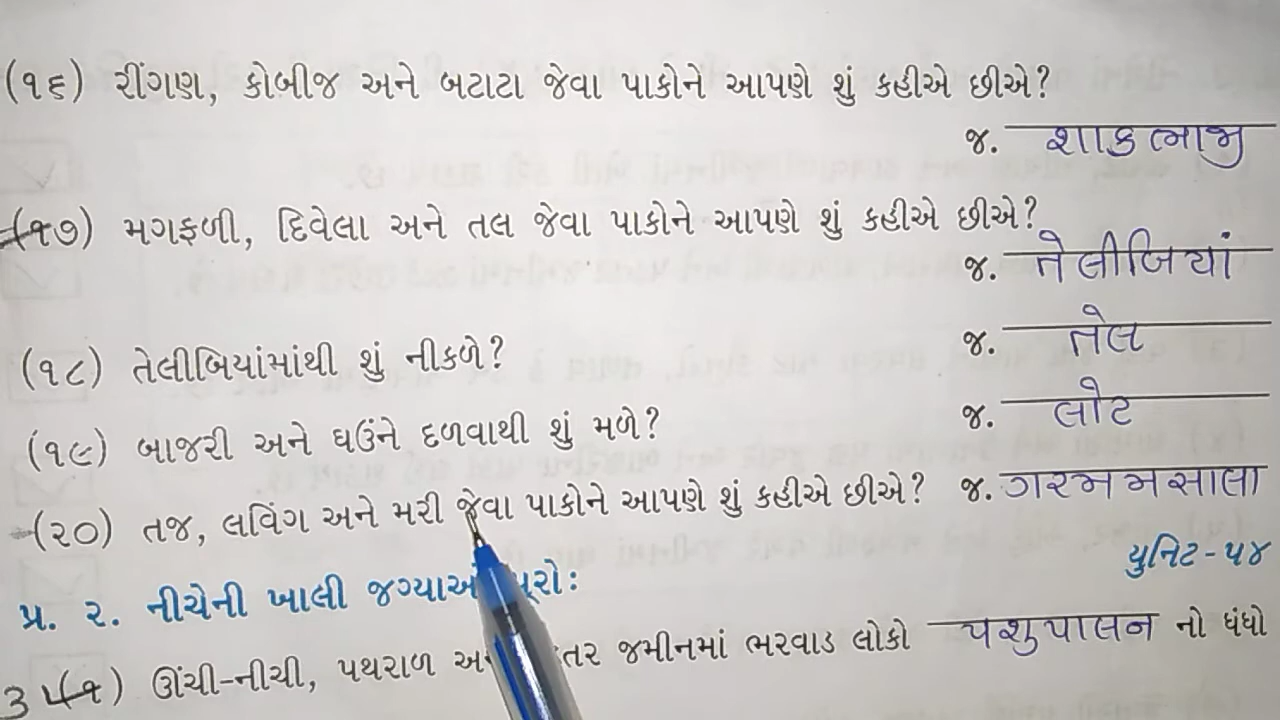 (૧૬) રીંગણ, કોબીજ અને બટાટા જેવા પાકોને આપણે શું કહીએ છીએ?
જ. શાકભાજી
(૧૭) મગફળી, દિવેલા અને તલ જેવા પાકોને આપણે શું કહીએ છીએ?
જ. તેલીબિયાં
(૧૮) તેલીબિયાંમાંથી શું નીકળે?
જ. તેલ
(૧૯) બાજરી અને ઘઉંને દળવાથી શું મળે?
જ. લોટ
(૨૦) તજ, લવિંગ અને મરી જેવા પાકોને આપણે શું કહીએ છીએ? જ. ગરમ મસાલા
યુનિટ-૫૪
પ્ર. ૨. નીચેની ખાલી જગ્યાઓ પૂરો:
(૧) ઊંચી-નીચી, પથરાળ જમીનમાં ભરવાડ લોકો પશુપાલન નો ધંધો